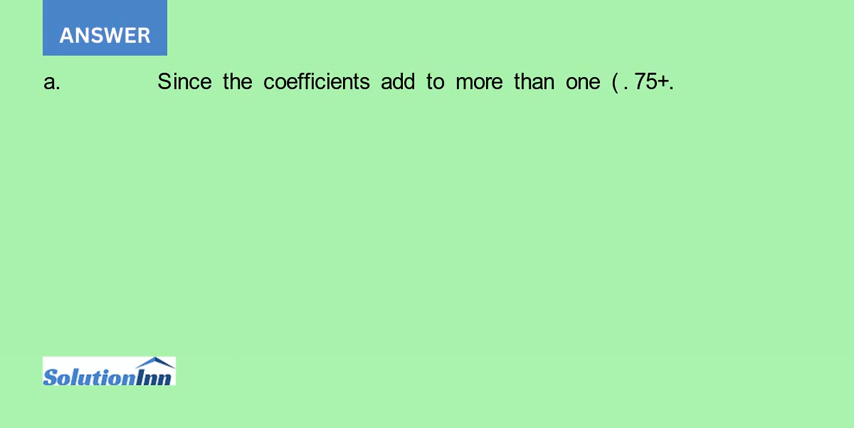 ANSWER
a. Since the coefficients add to more than one ( . 75+.
SolutionInn